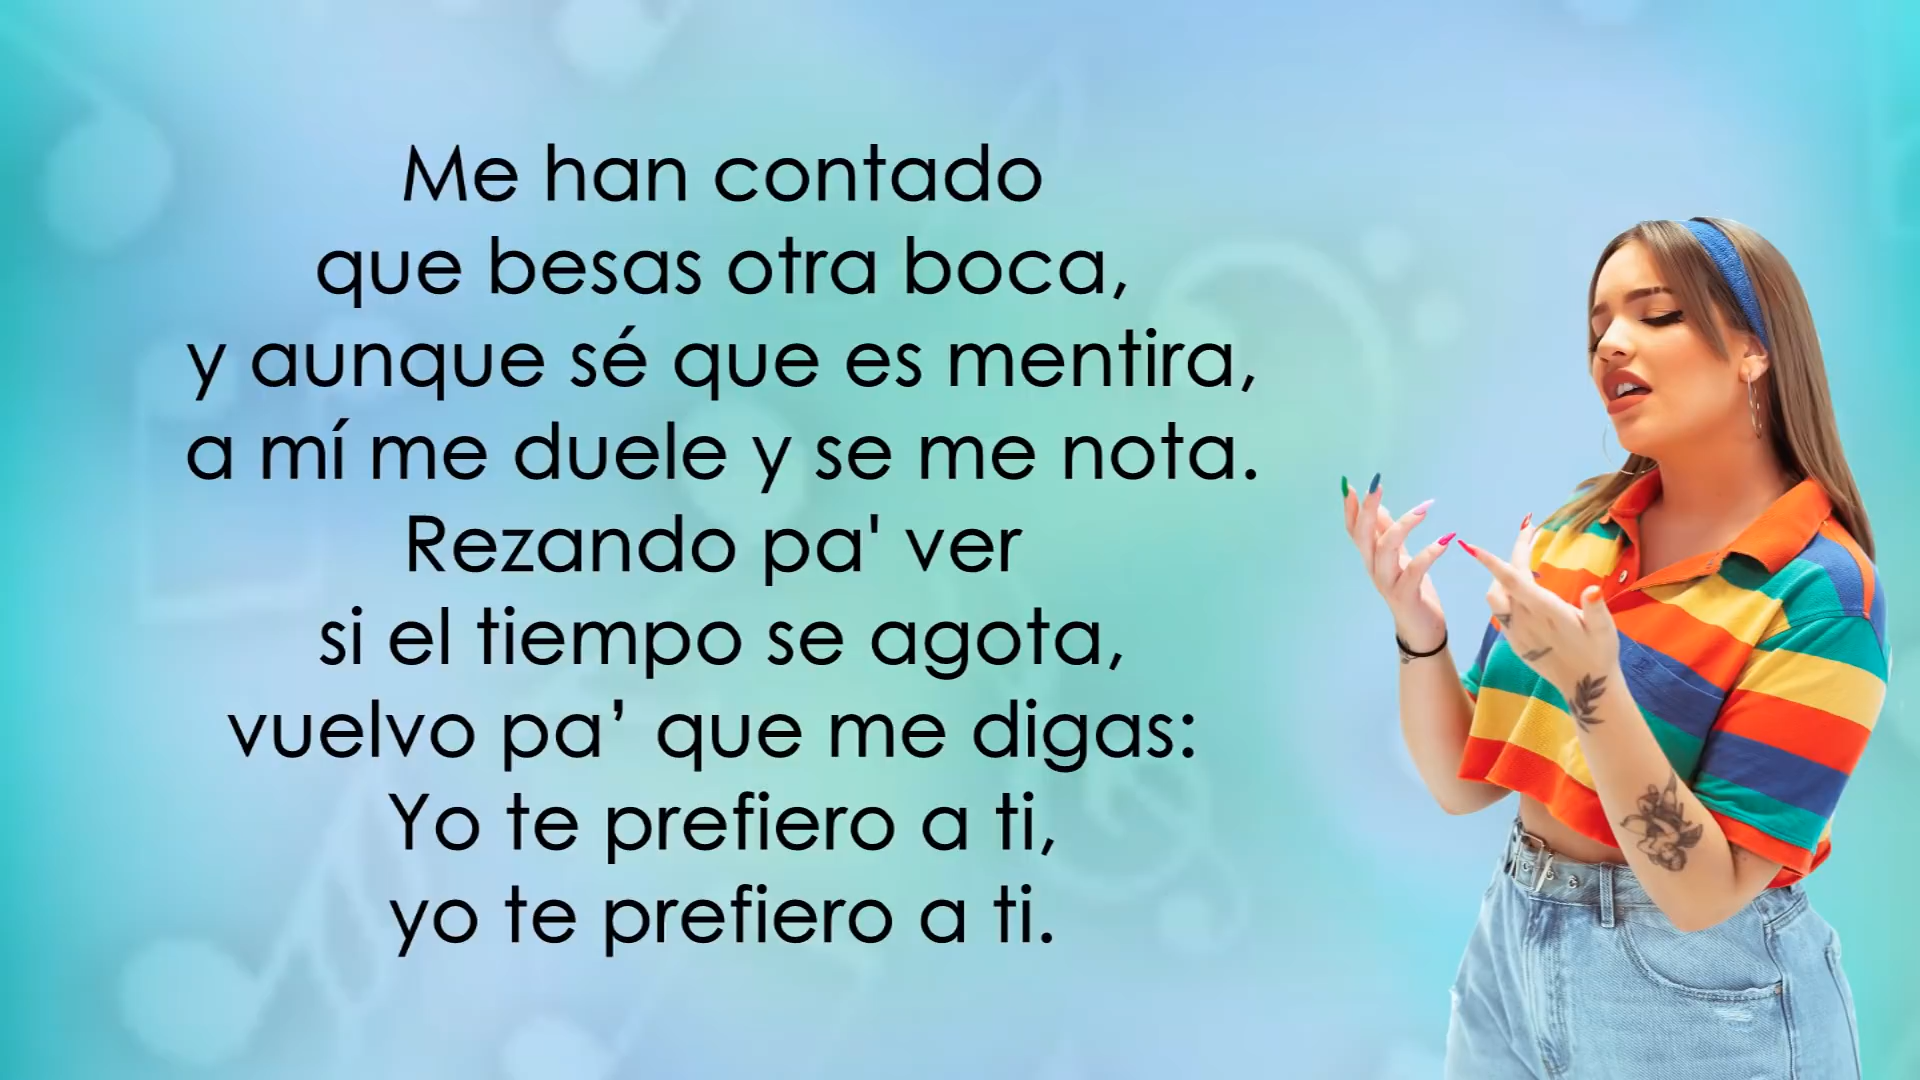 Me han contado
que besas otra boca,
y aunque sé que es mentira,
a mí me duele y se me nota.
Rezando pa' ver
si el tiempo se agota,
vuelvo pa’ que me digas:
Yo te prefiero a ti,
yo te prefiero a ti.